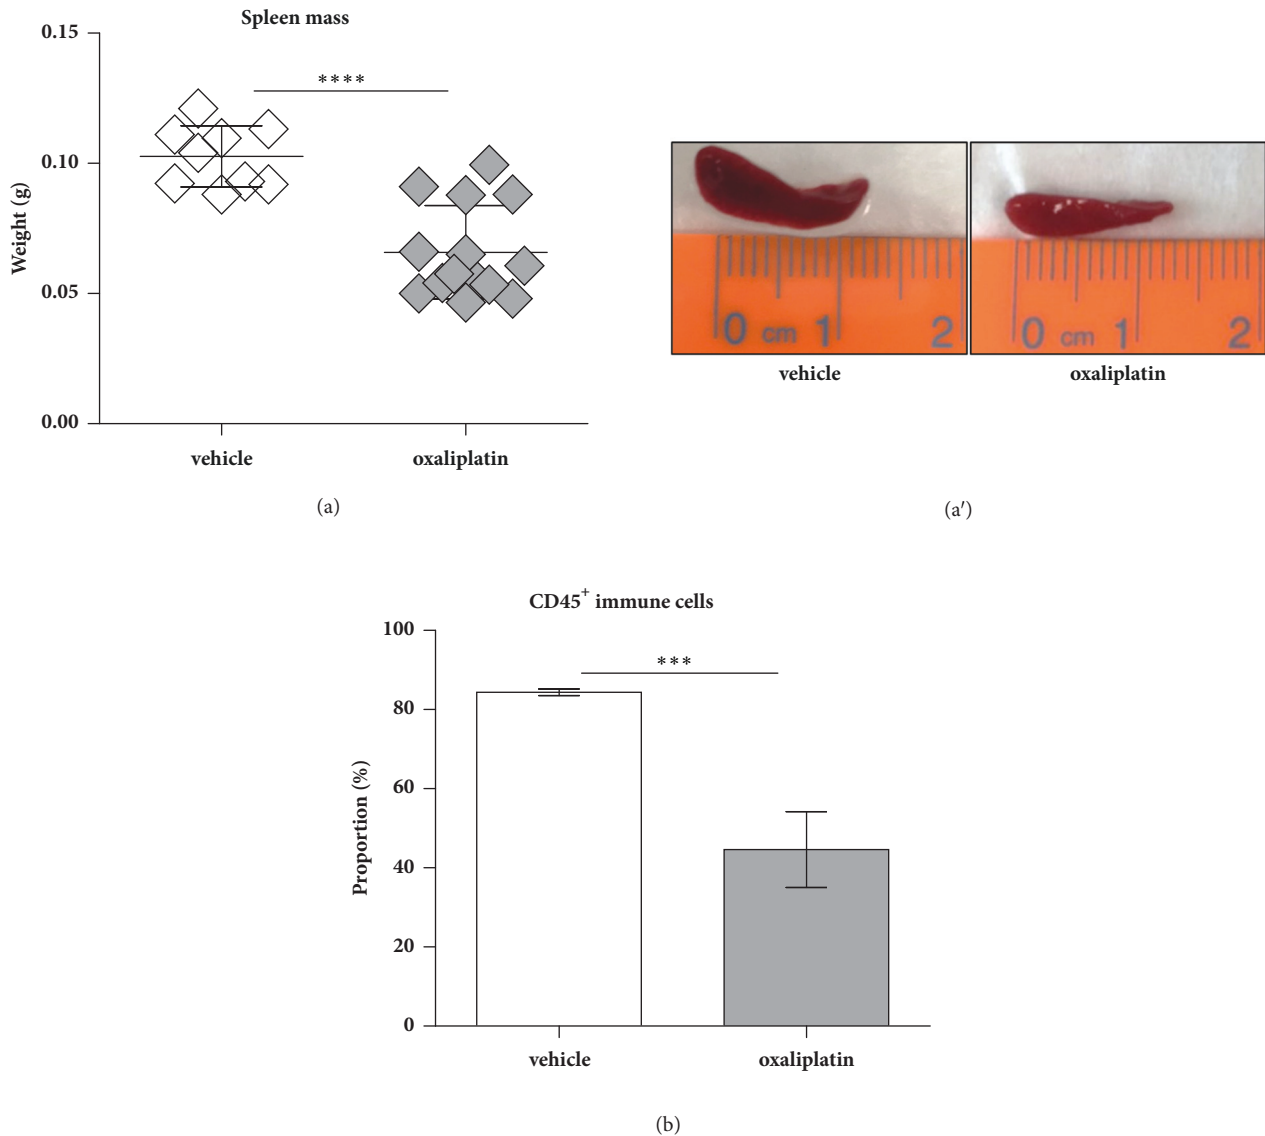 Spleen mass
0.15
****
0.10
Weight (g)
0.05
0.00
vehicle
oxaliplatin
(a)
0 cm 1 2
0 cm 1 2
vehicle
oxaliplatin
(a′)
CD45⁺ immune cells
100
***
80
60
Proportion (%)
40
20
0
vehicle
oxaliplatin
(b)